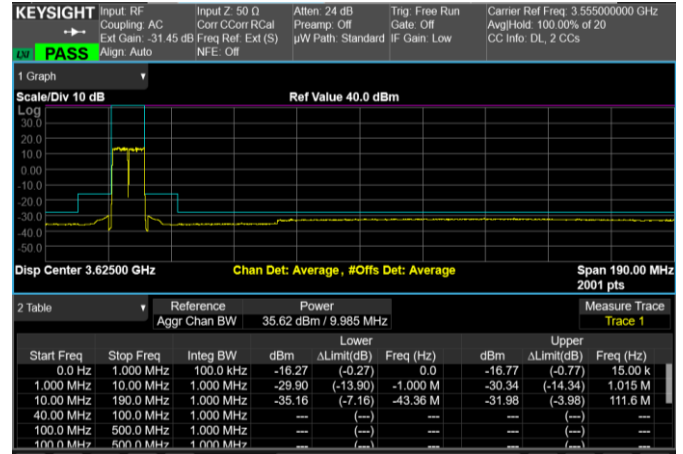 KEYSIGHT Input: RF Input Z: 50 Ω Atten: 24 dB Trig: Free Run Carrier Ref Freq: 3.555000000 GHz
Coupling: AC Corr CCorr RCal Preamp: Off Gate: Off Avg|Hold: 100.00% of 20
Ext Gain: -31.45 dB Freq Ref: Ext (S) µW Path: Standard IF Gain: Low CC Info: DL, 2 CCs
LXI PASS Align: Auto NFE: Off
1 Graph
Scale/Div 10 dB Ref Value 40.0 dBm
Log
30.0
20.0
10.0
0.00
-10.0
-20.0
-30.0
-40.0
-50.0
Disp Center 3.62500 GHz Chan Det: Average, #Offs Det: Average Span 190.00 MHz
2001 pts
2 Table Reference Power Measure Trace
Aggr Chan BW 35.62 dBm / 9.985 MHz Trace 1
Lower Upper
Start Freq Stop Freq Integ BW dBm ΔLimit(dB) Freq (Hz) dBm ΔLimit(dB) Freq (Hz)
0.0 Hz 1.000 MHz 100.0 kHz -16.27 (-0.27) 0.0 -16.77 (-0.77) 15.00 k
1.000 MHz 10.00 MHz 1.000 MHz -29.90 (-13.90) -1.000 M -30.34 (-14.34) 1.015 M
10.00 MHz 190.0 MHz 1.000 MHz -35.16 (-7.16) -43.36 M -31.98 (-3.98) 111.6 M
40.00 MHz 100.0 MHz 1.000 MHz --- (---) --- (---)
100.0 MHz 500.0 MHz 1.000 MHz --- (---) --- (---)
100.0 MHz 500.0 MHz 1.000 MHz --- (---) --- (---)